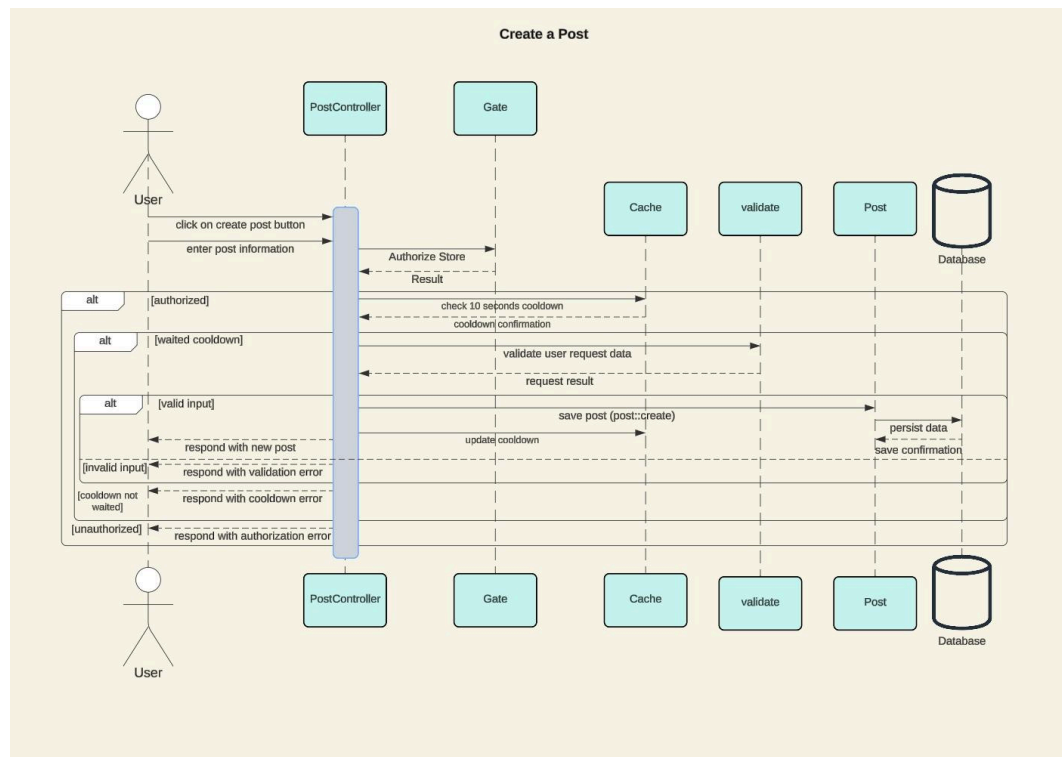 Create a Post
PostController
Gate
Cache
validate
Post
User
Database
click on create post button
enter post information
Authorize Store
Result
alt
[authorized]
check 10 seconds cooldown
cooldown confirmation
alt
[waited cooldown]
validate user request data
request result
alt
[valid input]
save post (post::create)
persist data
update cooldown
respond with new post
save confirmation
[invalid input]
respond with validation error
[cooldown not
waited]
respond with cooldown error
[unauthorized]
respond with authorization error
PostController
Gate
Cache
validate
Post
Database
User